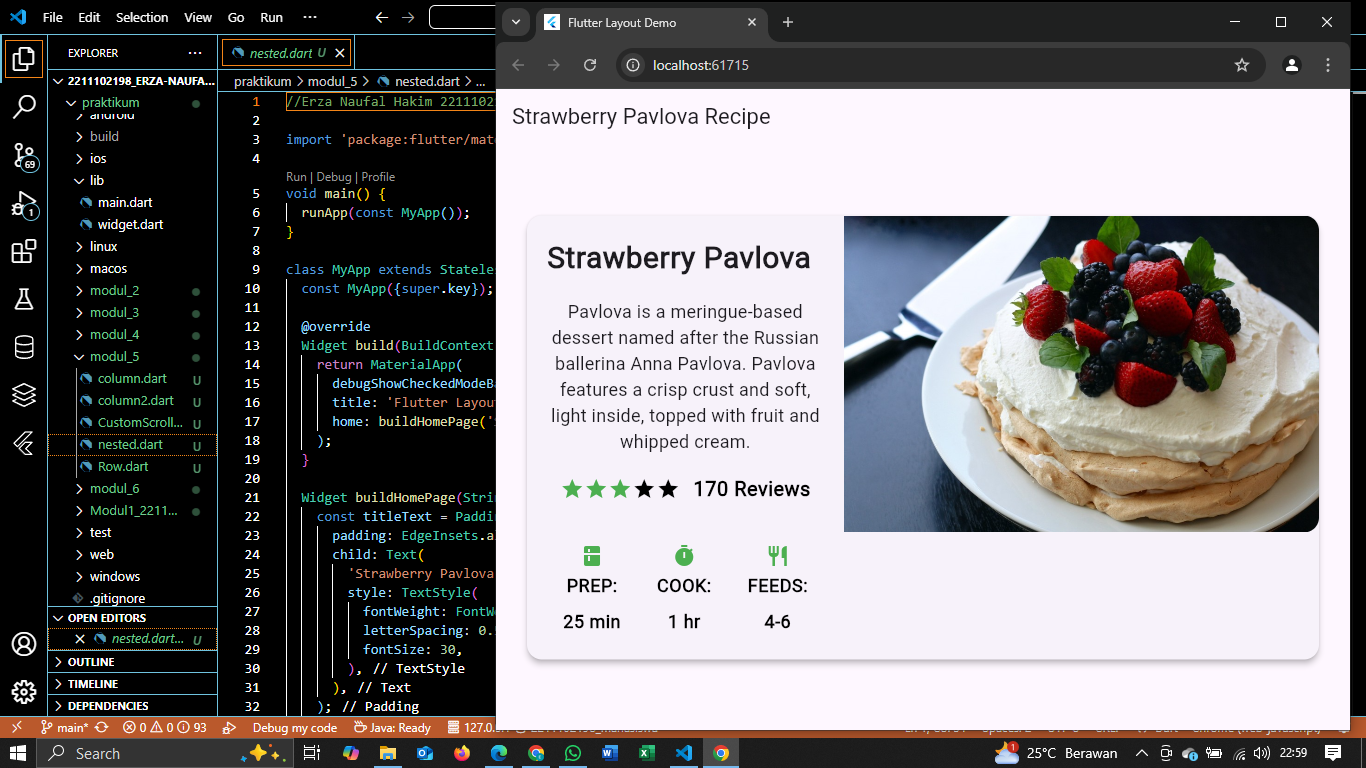 File Edit Selection View Go Run ···
EXPLORER ···
2211102198_ERZA-NAUFA...
praktikum
android
build
ios
lib
main.dart
widget.dart
linux
macos
modul_2
modul_3
modul_4
modul_5
column.dart U
column2.dart U
CustomScroll... U
nested.dart U
Row.dart U
modul_6
Modul1_2211...
test
web
windows
.gitignore
OPEN EDITORS
nested.dart... U
OUTLINE
TIMELINE
DEPENDENCIES
69
1
nested.dart U
praktikum > modul_5 > nested.dart > ...
1 //Erza Naufal Hakim 22111021
2
3 import 'package:flutter/mat
4
Run | Debug | Profile
5 void main() {
6 runApp(const MyApp());
7 }
8
9 class MyApp extends Stateles
10 const MyApp({super.key});
11
12 @override
13 Widget build(BuildContext
14 return MaterialApp(
15 debugShowCheckedModeBa
16 title: 'Flutter Layout
17 home: buildHomePage('S
18 );
19 }
20
21 Widget buildHomePage(Strin
22 const titleText = Padding
23 padding: EdgeInsets.al
24 child: Text(
25 'Strawberry Pavlova'
26 style: TextStyle(
27 fontWeight: FontWe
28 letterSpacing: 0.5
29 fontSize: 30,
30 ), // TextStyle
31 ), // Text
32 ); // Padding
Flutter Layout Demo
localhost:61715
Strawberry Pavlova Recipe
Strawberry Pavlova
Pavlova is a meringue-based
dessert named after the Russian
ballerina Anna Pavlova. Pavlova
features a crisp crust and soft,
light inside, topped with fruit and
whipped cream.
170 Reviews
PREP: COOK: FEEDS:
25 min 1 hr 4-6
main* 0 0 93 Debug my code Java: Ready
Search
1 25°C Berawan 22:59